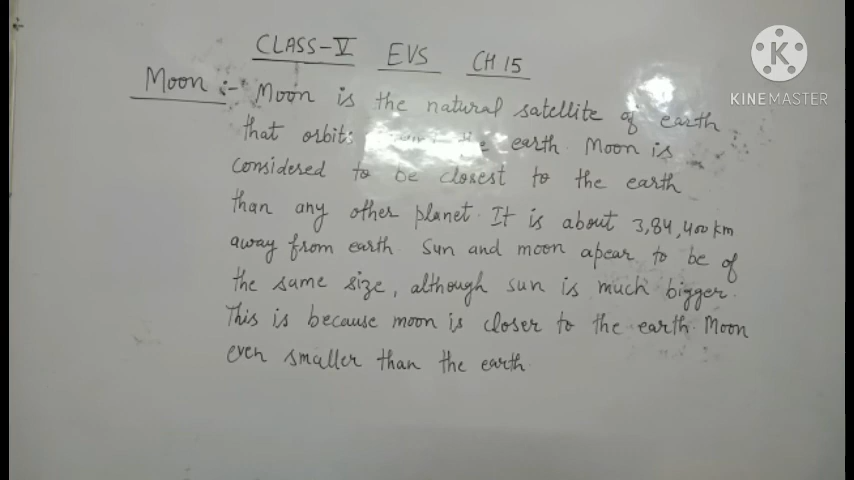 CLASS-V EVS CH 15
Moon :- Moon is the natural satellite of earth
that orbits the earth. Moon is
considered to be closest to the earth
than any other planet. It is about 3,84,400 km
away from earth. Sun and moon apear to be of
the same size, although sun is much bigger.
This is because moon is closer to the earth. Moon
even smaller than the earth.
KINEMASTER